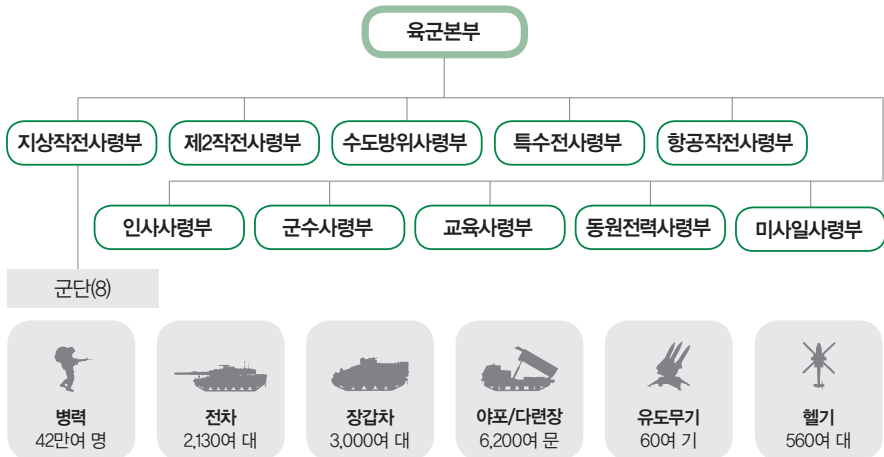 육군본부
지상작전사령부
제2작전사령부
수도방위사령부
특수전사령부
항공작전사령부
인사사령부
군수사령부
교육사령부
동원전력사령부
미사일사령부
군단(8)
병력
42만여 명
전차
2,130여 대
장갑차
3,000여 대
야포/다련장
6,200여 문
유도무기
60여 기
헬기
560여 대